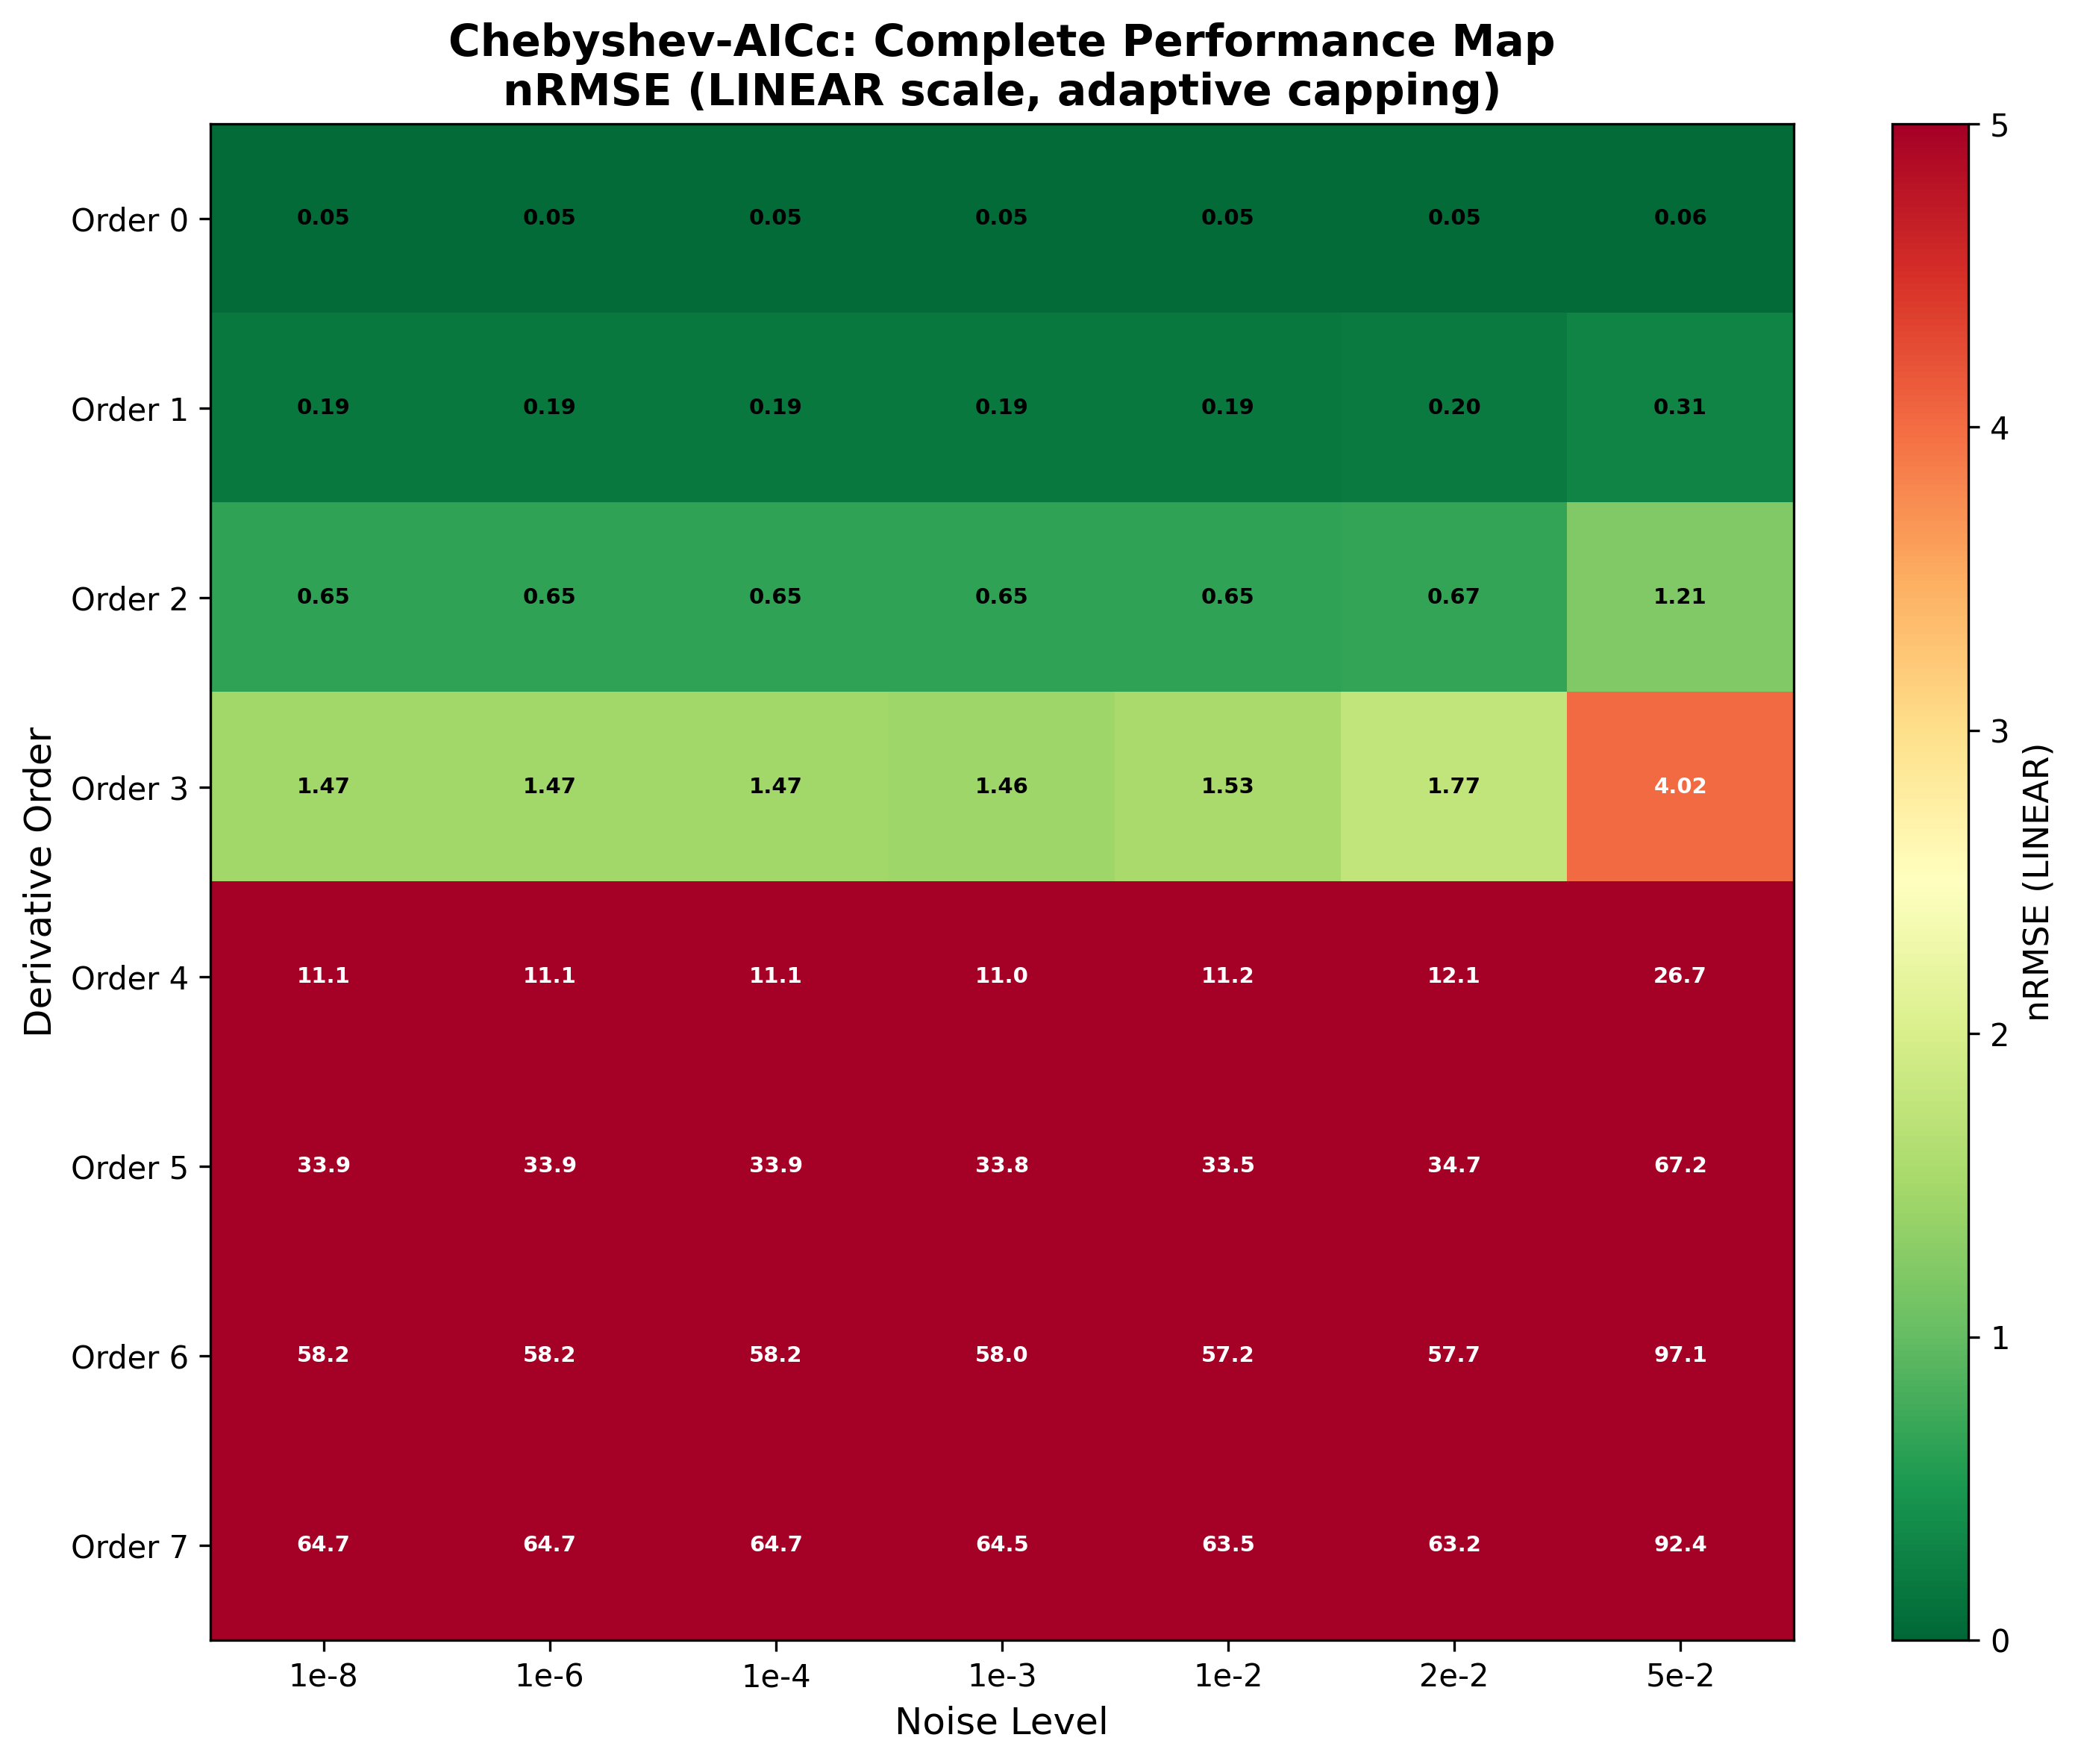 Chebyshev-AICc: Complete Performance Map
nRMSE (LINEAR scale, adaptive capping)
Derivative Order
Order 0 0.05 0.05 0.05 0.05 0.05 0.05 0.06
Order 1 0.19 0.19 0.19 0.19 0.19 0.20 0.31
Order 2 0.65 0.65 0.65 0.65 0.65 0.67 1.21
Order 3 1.47 1.47 1.47 1.46 1.53 1.77 4.02
Order 4 11.1 11.1 11.1 11.0 11.2 12.1 26.7
Order 5 33.9 33.9 33.9 33.8 33.5 34.7 67.2
Order 6 58.2 58.2 58.2 58.0 57.2 57.7 97.1
Order 7 64.7 64.7 64.7 64.5 63.5 63.2 92.4
1e-8 1e-6 1e-4 1e-3 1e-2 2e-2 5e-2
Noise Level
5
4
3
2
1
0
nRMSE (LINEAR)